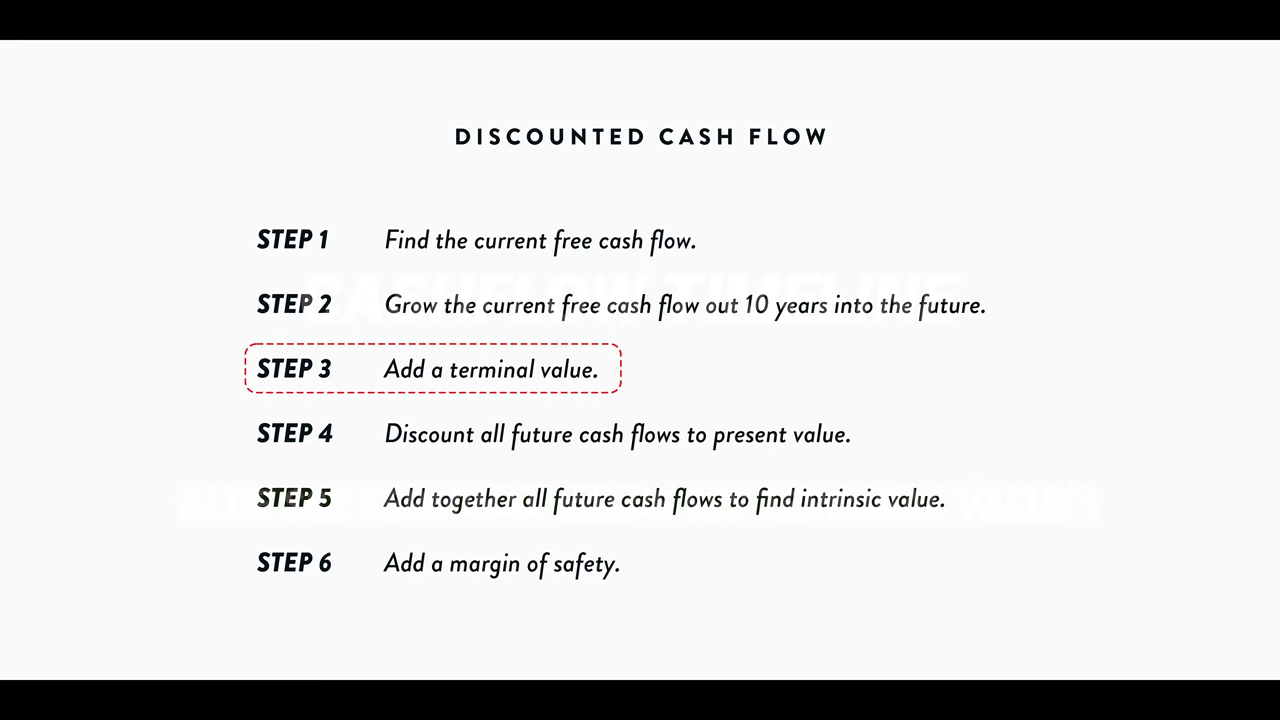 DISCOUNTED CASH FLOW
STEP 1 Find the current free cash flow.
STEP 2 Grow the current free cash flow out 10 years into the future.
STEP 3 Add a terminal value.
STEP 4 Discount all future cash flows to present value.
STEP 5 Add together all future cash flows to find intrinsic value.
STEP 6 Add a margin of safety.
CASHFLOW TIMELINE